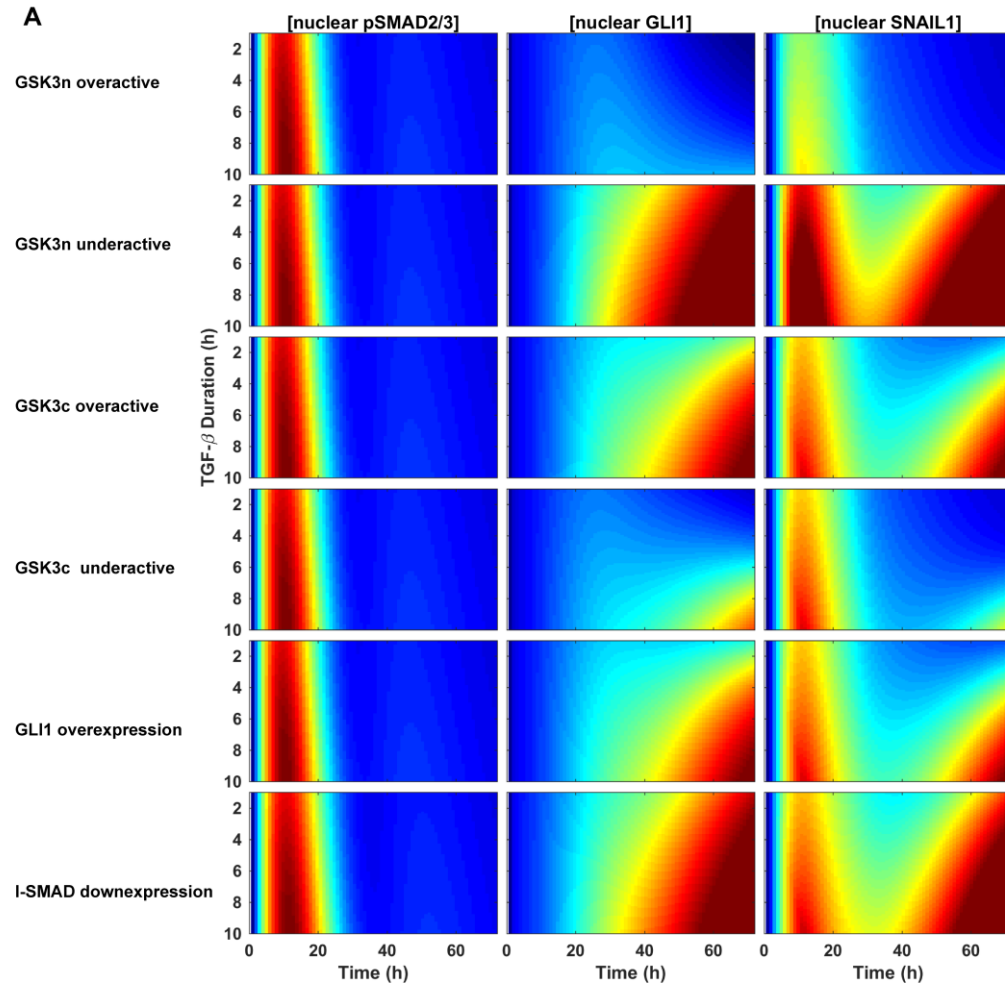 A
[nuclear pSMAD2/3] [nuclear GLI1] [nuclear SNAIL1]
GSK3n overactive
2
4
6
8
10
GSK3n underactive
2
4
6
8
10
GSK3c overactive
2
4
6
8
10
TGF-β Duration (h)
GSK3c underactive
2
4
6
8
10
GLI1 overexpression
2
4
6
8
10
I-SMAD downexpression
2
4
6
8
10
0 20 40 60 0 20 40 60 0 20 40 60
Time (h) Time (h) Time (h)